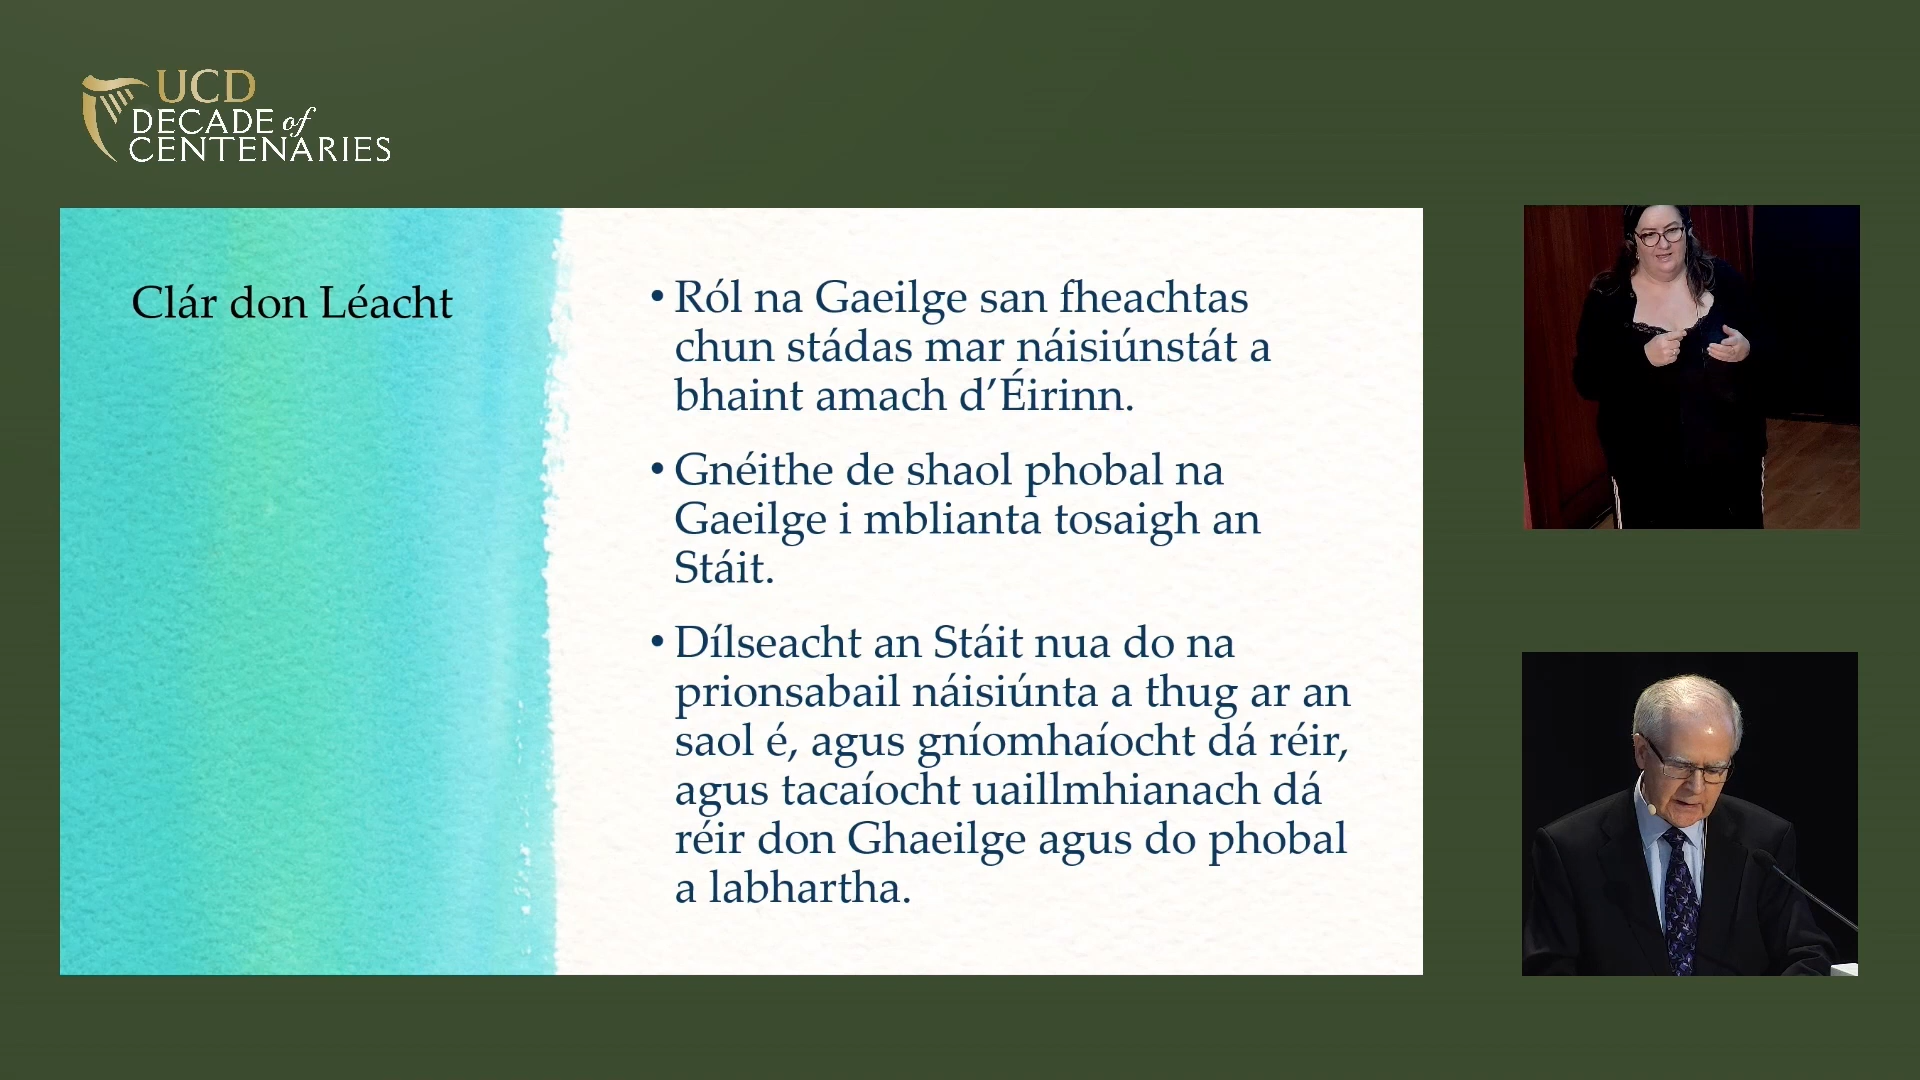 UCD
DECADE of
CENTENARIES
Clár don Léacht
• Ról na Gaeilge san fheachtas
chun stádas mar náisiúnstát a
bhaint amach d’Éirinn.
• Gnéithe de shaol phobal na
Gaeilge i mblianta tosaigh an
Stáit.
• Dílseacht an Stáit nua do na
prionsabail náisiúnta a thug ar an
saol é, agus gníomhaíocht dá réir,
agus tacaíocht uaillmhianach dá
réir don Ghaeilge agus do phobal
a labhartha.